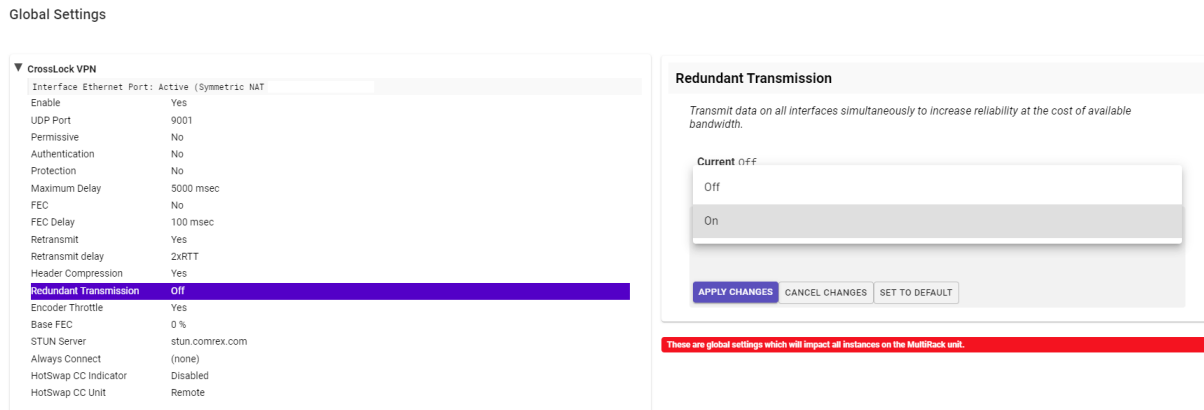 Global Settings
CrossLock VPN
Interface Ethernet Port: Active (Symmetric NAT
Enable Yes
UDP Port 9001
Permissive No
Authentication No
Protection No
Maximum Delay 5000 msec
FEC No
FEC Delay 100 msec
Retransmit Yes
Retransmit delay 2xRTT
Header Compression Yes
Redundant Transmission Off
Encoder Throttle Yes
Base FEC 0 %
STUN Server stun.comrex.com
Always Connect (none)
HotSwap CC Indicator Disabled
HotSwap CC Unit Remote
Redundant Transmission
Transmit data on all interfaces simultaneously to increase reliability at the cost of available
bandwidth.
Current Off
Off
On
APPLY CHANGES CANCEL CHANGES SET TO DEFAULT
These are global settings which will impact all instances on the MultiRack unit.